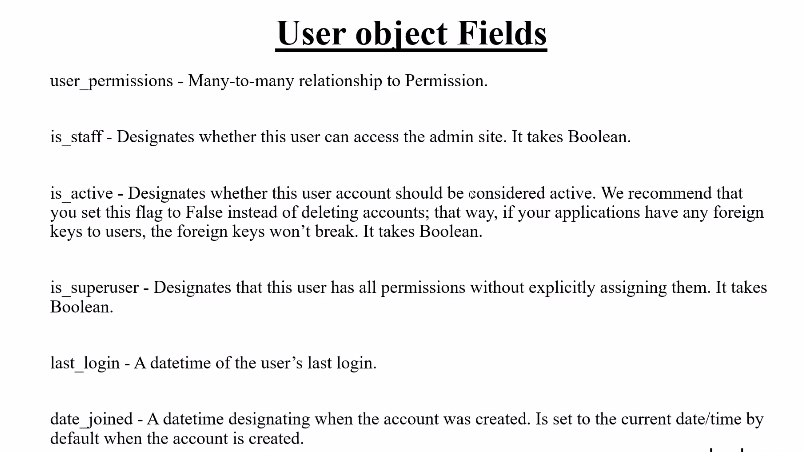 User object Fields
user_permissions - Many-to-many relationship to Permission.
is_staff - Designates whether this user can access the admin site. It takes Boolean.
is_active - Designates whether this user account should be considered active. We recommend that
you set this flag to False instead of deleting accounts; that way, if your applications have any foreign
keys to users, the foreign keys won’t break. It takes Boolean.
is_superuser - Designates that this user has all permissions without explicitly assigning them. It takes
Boolean.
last_login - A datetime of the user’s last login.
date_joined - A datetime designating when the account was created. Is set to the current date/time by
default when the account is created.